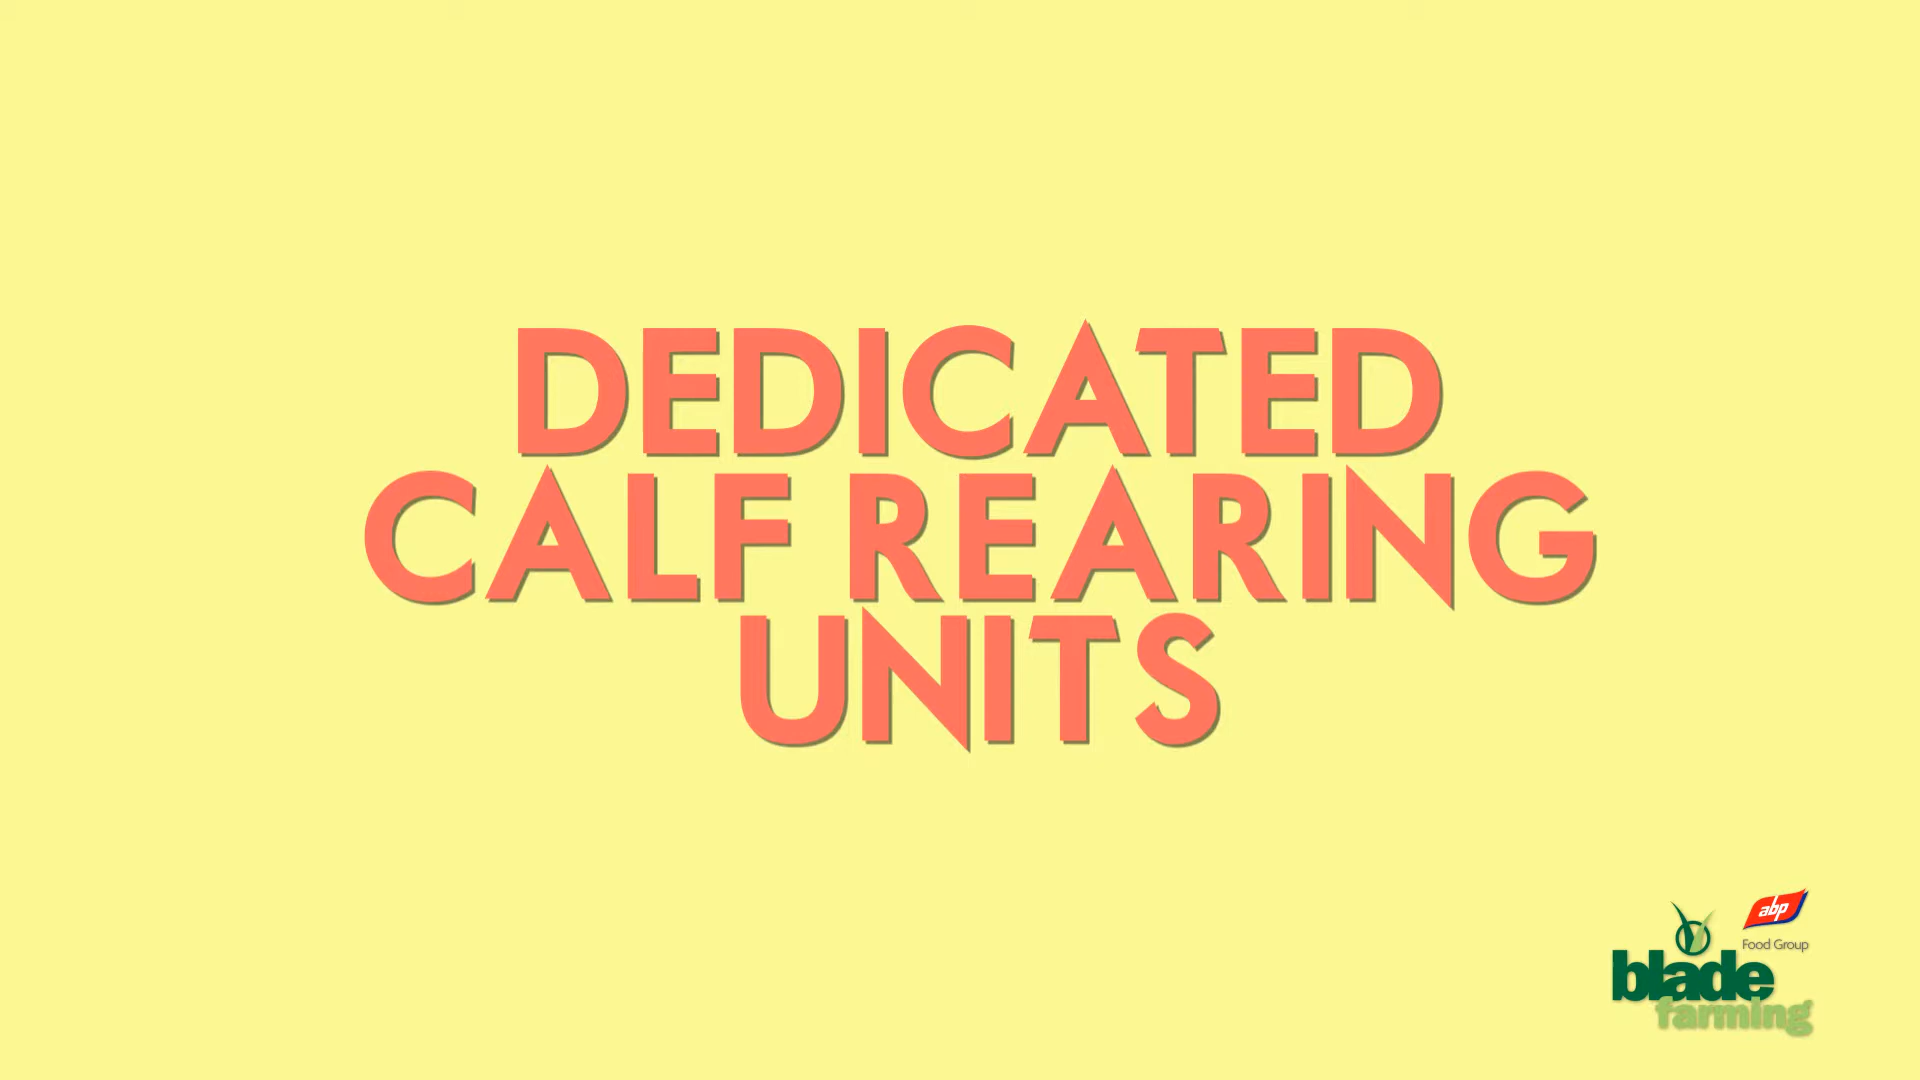 DEDICATED
CALF REARING
UNITS
abp
Food Group
blade
farming